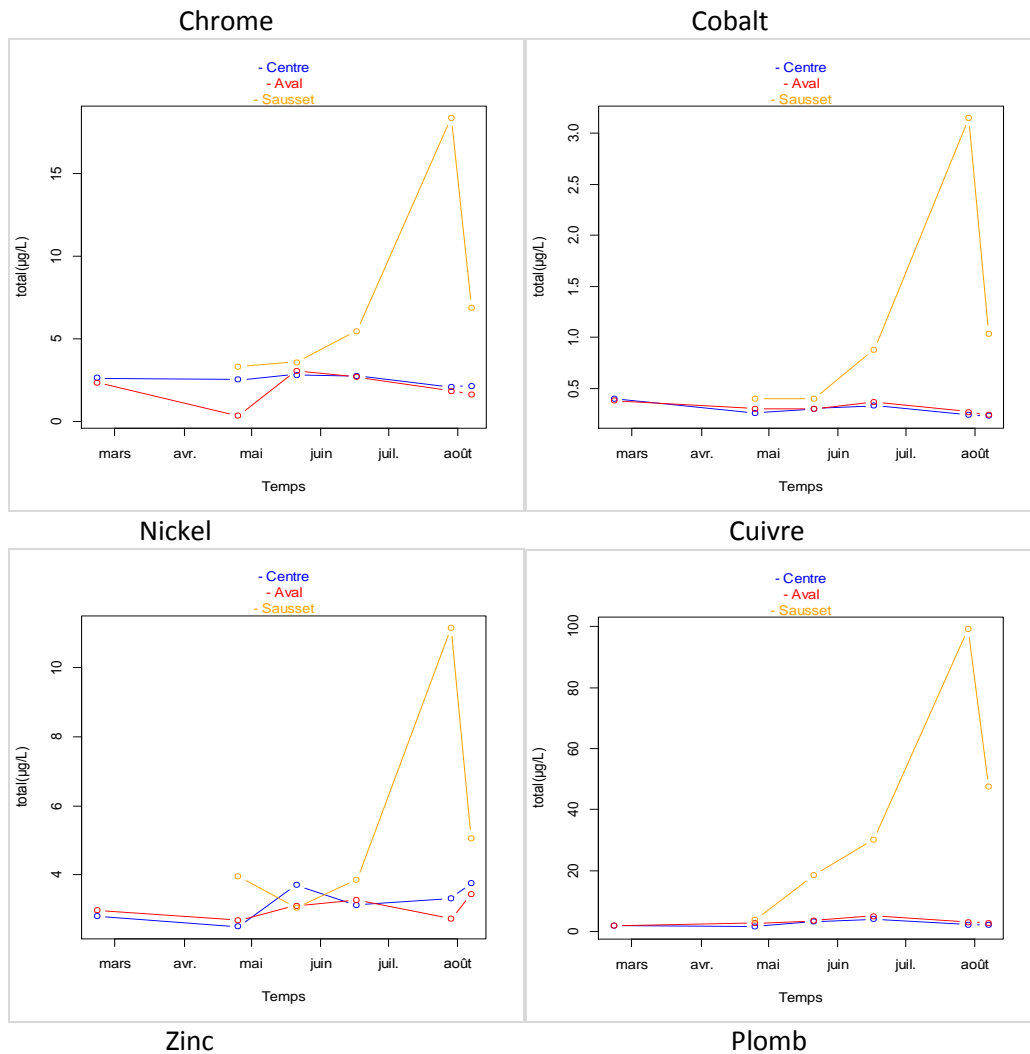 Chrome
Cobalt
- Centre
- Aval
- Sausset
total(µg/L)
15
10
5
0
mars avr. mai juin juil. août
Temps
- Centre
- Aval
- Sausset
total(µg/L)
3.0
2.5
2.0
1.5
1.0
0.5
mars avr. mai juin juil. août
Temps
Nickel
Cuivre
- Centre
- Aval
- Sausset
total(µg/L)
10
8
6
4
mars avr. mai juin juil. août
Temps
- Centre
- Aval
- Sausset
total(µg/L)
100
80
60
40
20
0
mars avr. mai juin juil. août
Temps
Zinc
Plomb